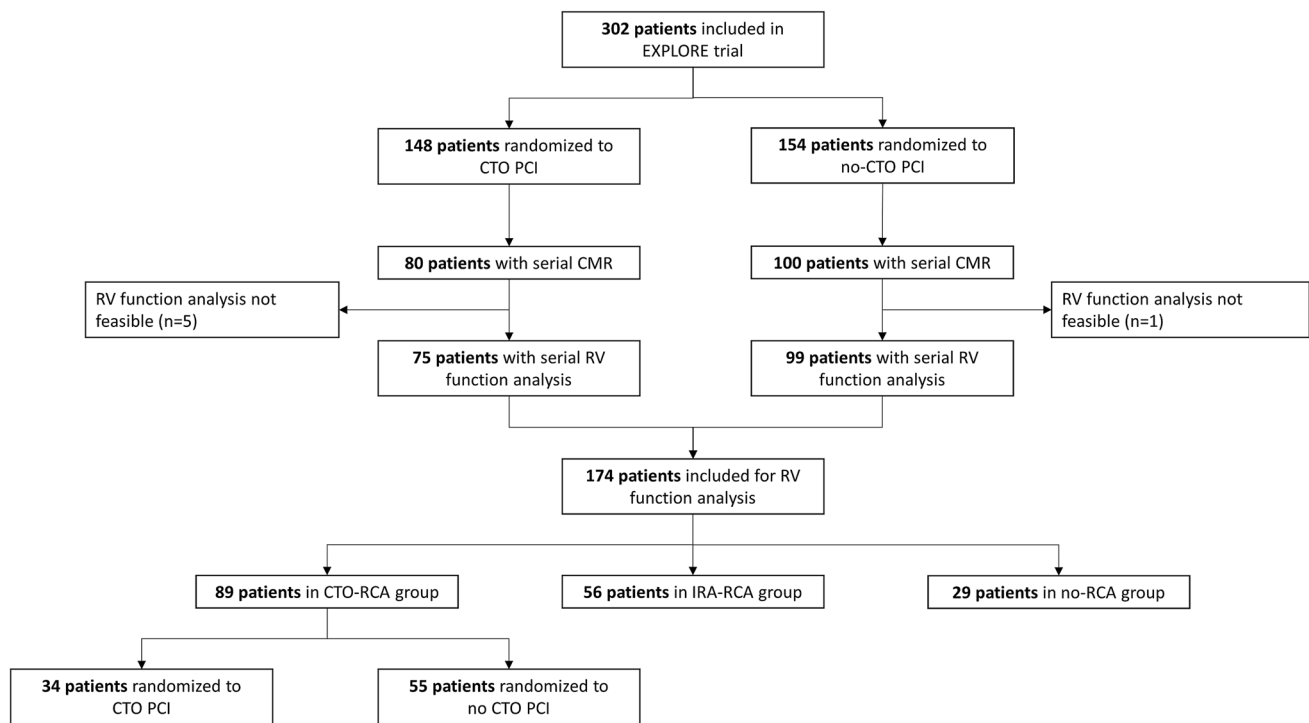 302 patients included in
EXPLORE trial
148 patients randomized to
CTO PCI
154 patients randomized to
no-CTO PCI
80 patients with serial CMR
100 patients with serial CMR
RV function analysis not
feasible (n=5)
RV function analysis not
feasible (n=1)
75 patients with serial RV
function analysis
99 patients with serial RV
function analysis
174 patients included for RV
function analysis
89 patients in CTO-RCA group
56 patients in IRA-RCA group
29 patients in no-RCA group
34 patients randomized to
CTO PCI
55 patients randomized to
no CTO PCI